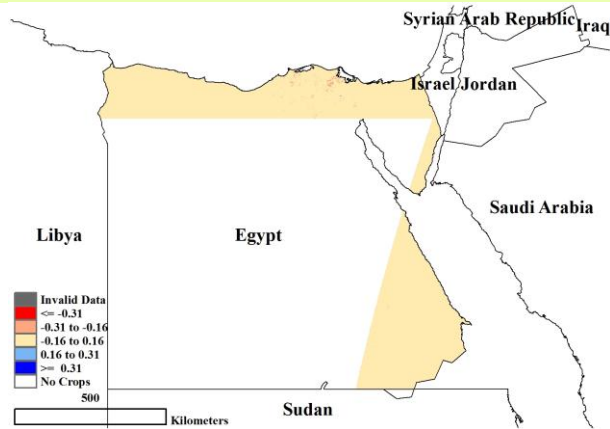 Syrian Arab Republic
Iraq
Israel
Jordan
Saudi Arabia
Libya
Egypt
Invalid Data
<= -0.31
-0.31 to -0.16
-0.16 to 0.16
0.16 to 0.31
>= 0.31
No Crops
500
Kilometers
Sudan